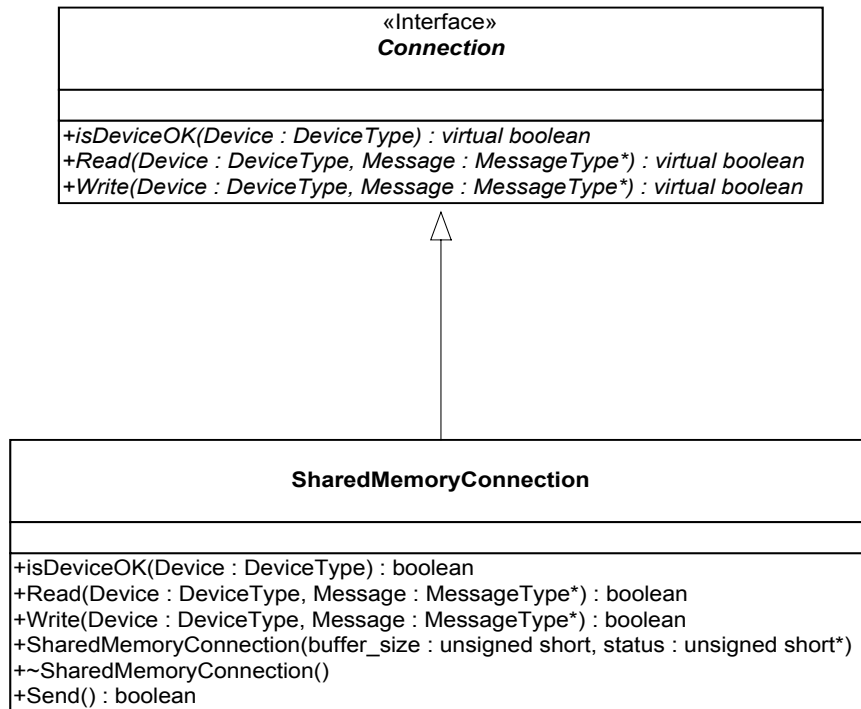 «Interface»
Connection
+isDeviceOK(Device : DeviceType) : virtual boolean
+Read(Device : DeviceType, Message : MessageType*) : virtual boolean
+Write(Device : DeviceType, Message : MessageType*) : virtual boolean
SharedMemoryConnection
+isDeviceOK(Device : DeviceType) : boolean
+Read(Device : DeviceType, Message : MessageType*) : boolean
+Write(Device : DeviceType, Message : MessageType*) : boolean
+SharedMemoryConnection(buffer_size : unsigned short, status : unsigned short*)
+~SharedMemoryConnection()
+Send() : boolean